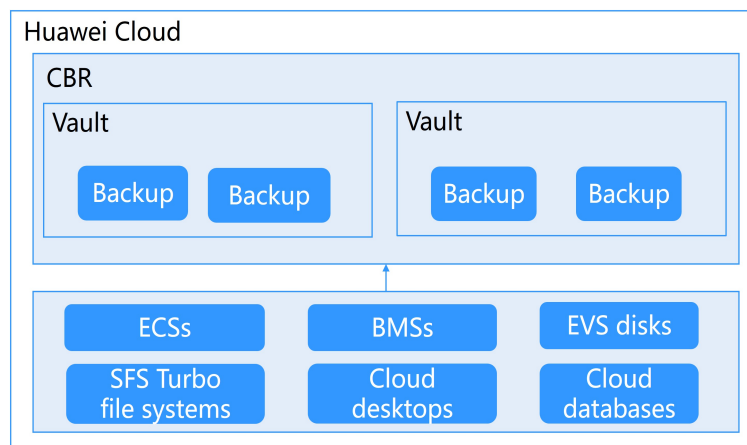 Huawei Cloud
CBR
Vault
Vault
Backup
Backup
Backup
Backup
ECSs
BMSs
EVS disks
SFS Turbo
file systems
Cloud
desktops
Cloud
databases